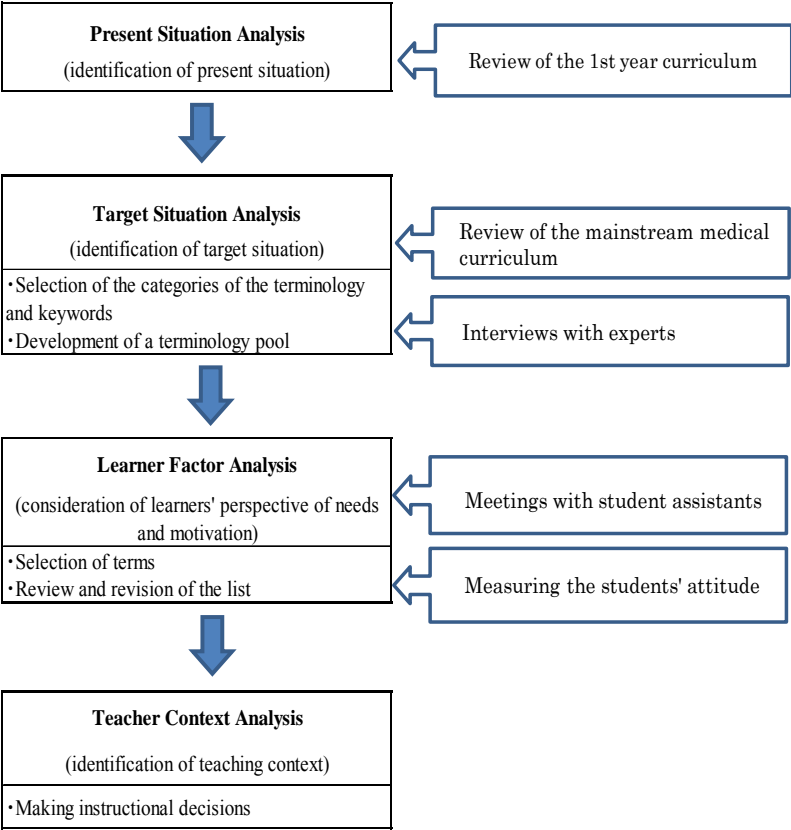 Present Situation Analysis
(identification of present situation)
Review of the 1st year curriculum
Target Situation Analysis
(identification of target situation)
・Selection of the categories of the terminology
and keywords
・Development of a terminology pool
Review of the mainstream medical
curriculum
Interviews with experts
Learner Factor Analysis
(consideration of learners' perspective of needs
and motivation)
・Selection of terms
・Review and revision of the list
Meetings with student assistants
Measuring the students' attitude
Teacher Context Analysis
(identification of teaching context)
・Making instructional decisions